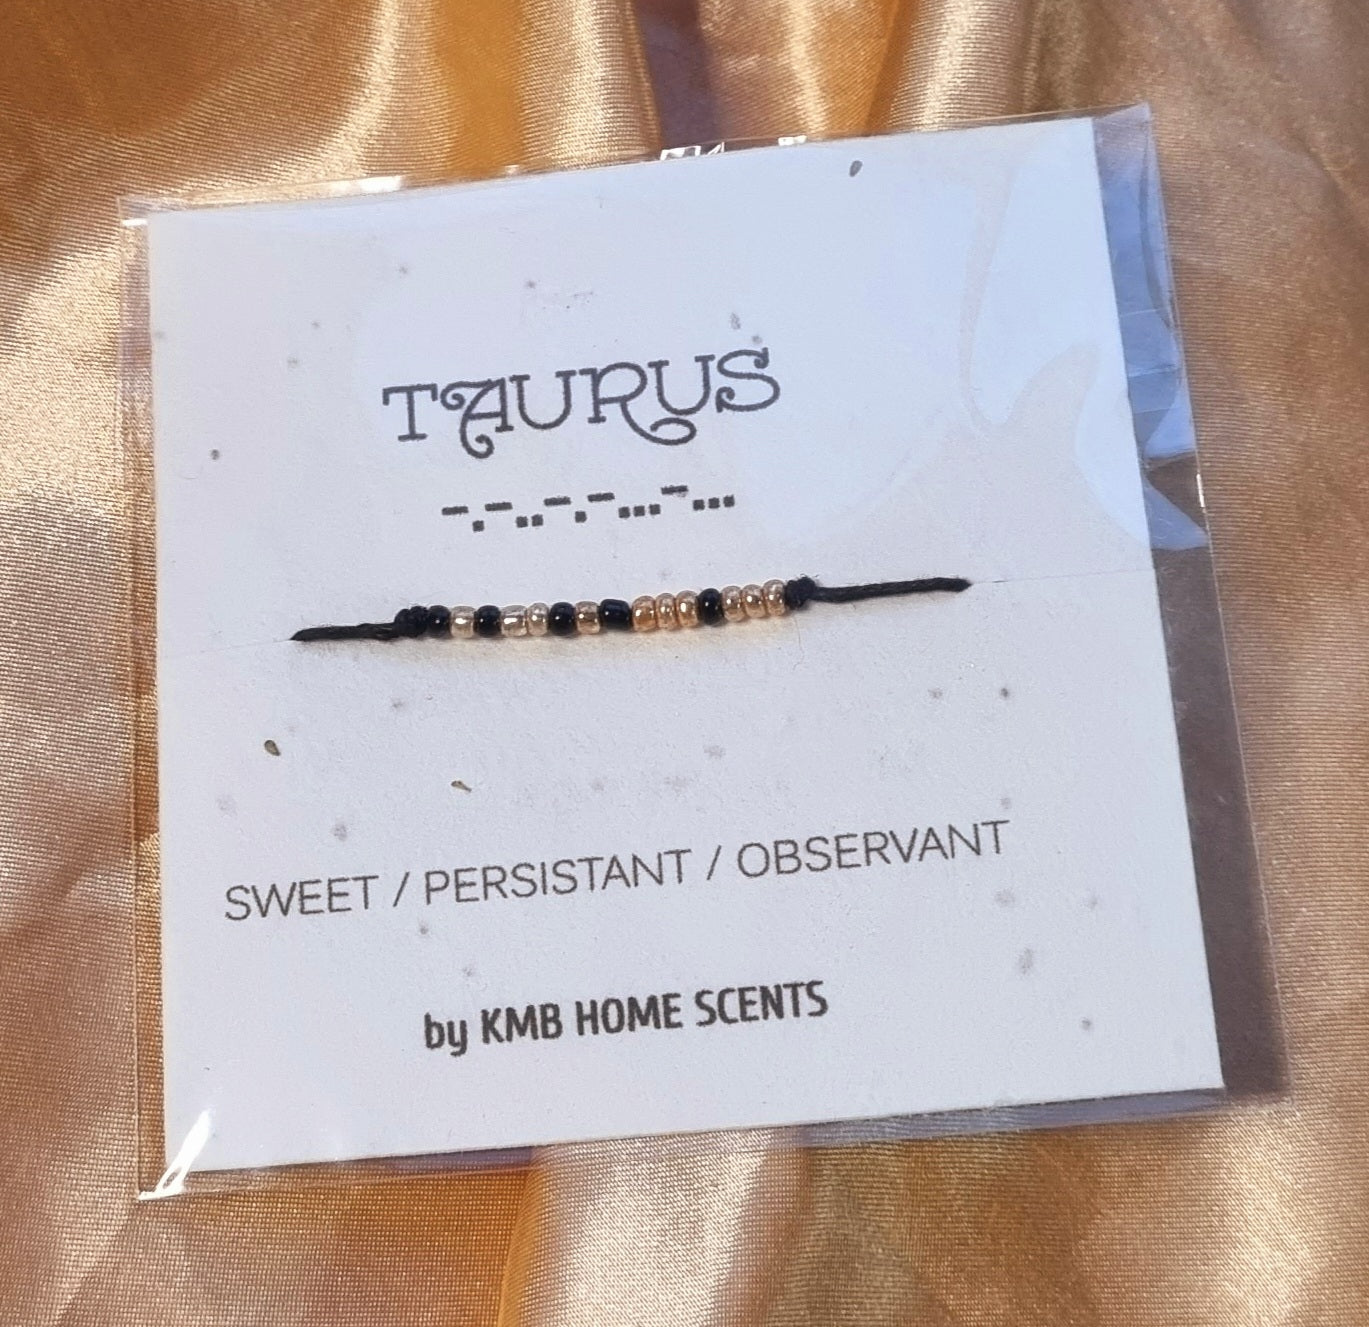 TAURUS
-.-..-.-...-...
SWEET / PERSISTANT / OBSERVANT
by KMB HOME SCENTS